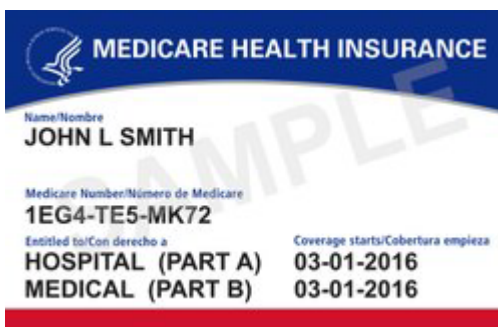 MEDICARE HEALTH INSURANCE
SAMPLE
Name/Nombre
JOHN L SMITH
Medicare Number/Número de Medicare
1EG4-TE5-MK72
Entitled to/Con derecho a Coverage starts/Cobertura empieza
HOSPITAL (PART A) 03-01-2016
MEDICAL (PART B) 03-01-2016